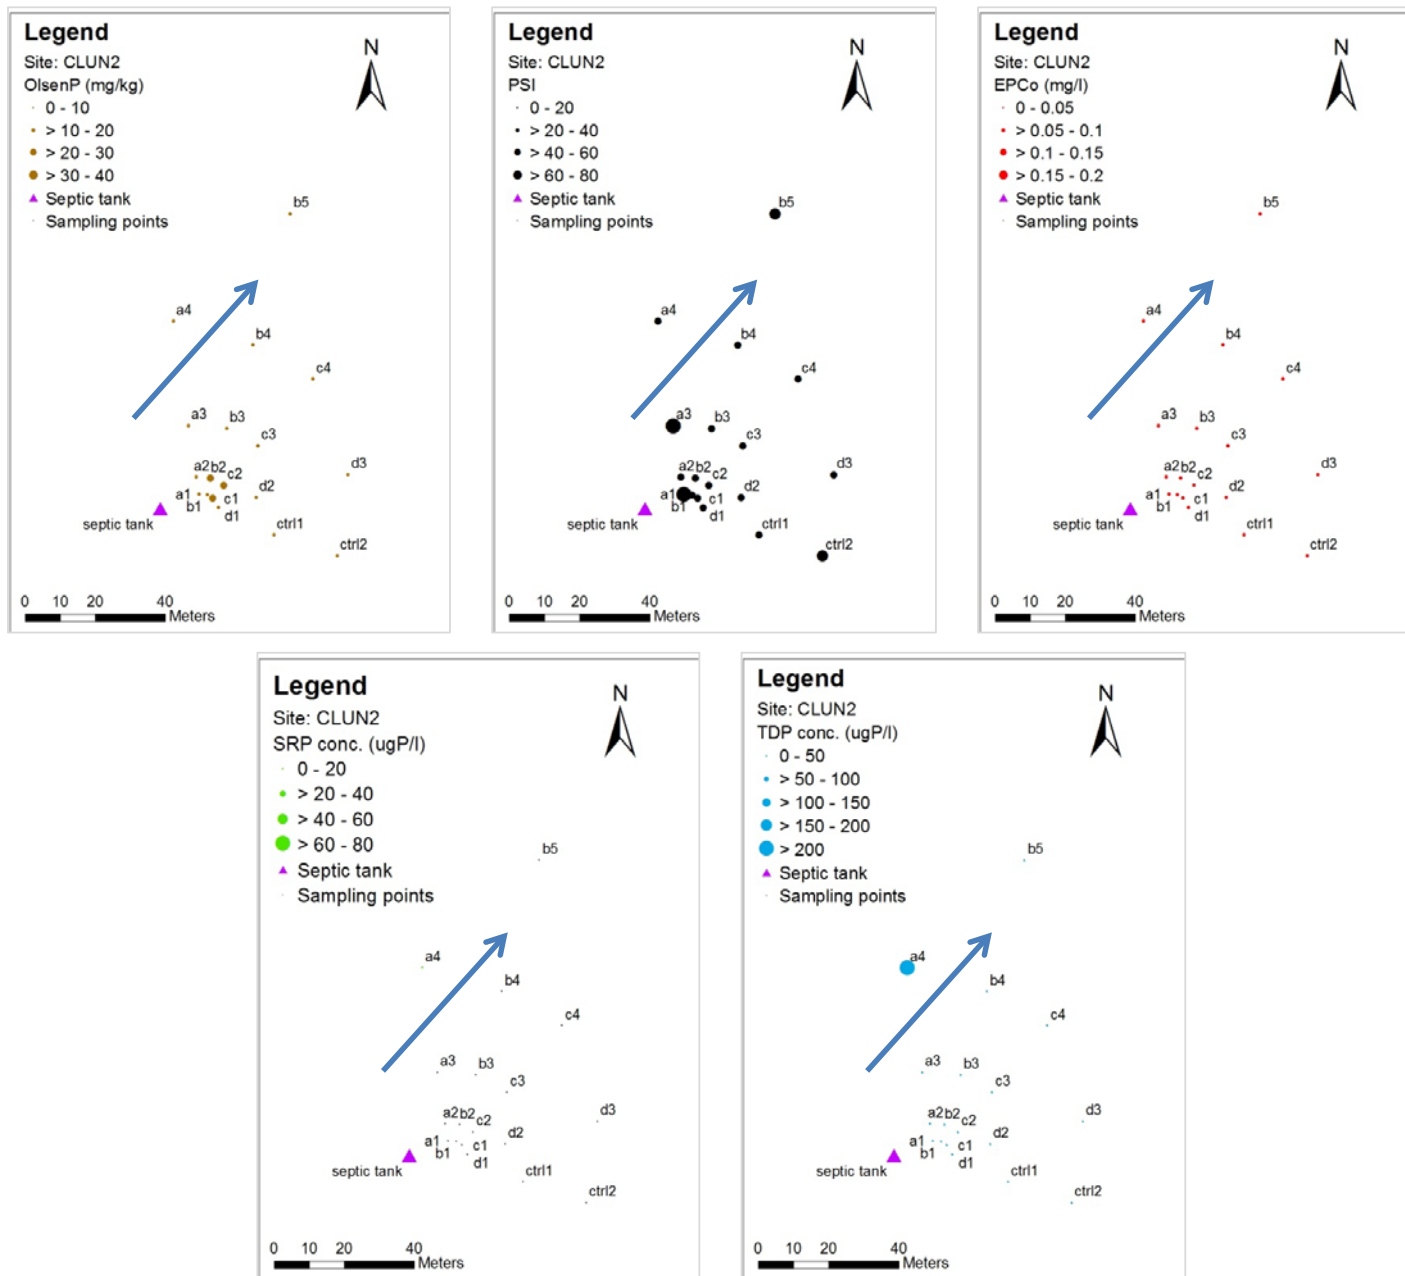 Legend
Site: CLUN2
OlsenP (mg/kg)
0 - 10
> 10 - 20
> 20 - 30
> 30 - 40
Septic tank
Sampling points
N
b5
a4
b4
c4
a3
b3
c3
d3
a2 b2 c2
d2
a1
b1
c1
d1
septic tank
ctrl1
ctrl2
0 10 20 40
Meters
Legend
Site: CLUN2
PSI
0 - 20
> 20 - 40
> 40 - 60
> 60 - 80
Septic tank
Sampling points
N
b5
a4
b4
c4
a3
b3
c3
d3
a2 b2 c2
d2
a1
b1
c1
d1
septic tank
ctrl1
ctrl2
0 10 20 40
Meters
Legend
Site: CLUN2
EPCo (mg/l)
0 - 0.05
> 0.05 - 0.1
> 0.1 - 0.15
> 0.15 - 0.2
Septic tank
Sampling points
N
b5
a4
b4
c4
a3
b3
c3
d3
a2 b2 c2
d2
a1
b1
c1
d1
septic tank
ctrl1
ctrl2
0 10 20 40
Meters
Legend
Site: CLUN2
SRP conc. (ugP/l)
0 - 20
> 20 - 40
> 40 - 60
> 60 - 80
Septic tank
Sampling points
N
b5
a4
b4
c4
a3
b3
c3
d3
a2 b2 c2
d2
a1
b1
c1
d1
septic tank
ctrl1
ctrl2
0 10 20 40
Meters
Legend
Site: CLUN2
TDP conc. (ugP/l)
0 - 50
> 50 - 100
> 100 - 150
> 150 - 200
> 200
Septic tank
Sampling points
N
b5
a4
b4
c4
a3
b3
c3
d3
a2 b2 c2
d2
a1
b1
c1
d1
septic tank
ctrl1
ctrl2
0 10 20 40
Meters